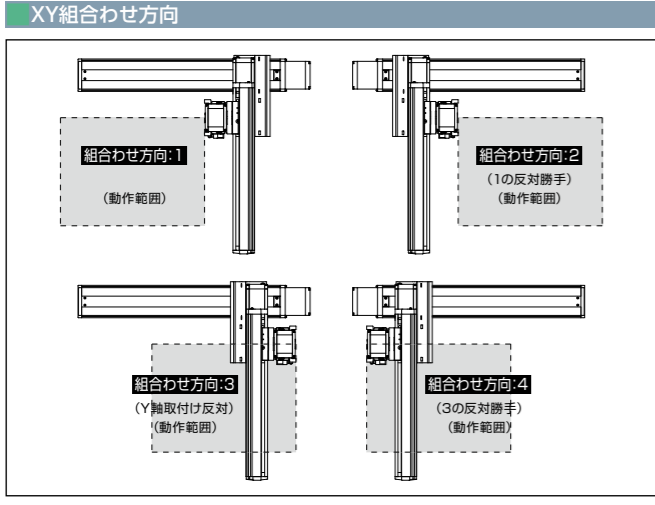 XY組合わせ方向
組合わせ方向:1
(動作範囲)
組合わせ方向:2
(1の反対勝手)
(動作範囲)
組合わせ方向:3
(Y軸取付け反対)
(動作範囲)
組合わせ方向:4
(3の反対勝手)
(動作範囲)